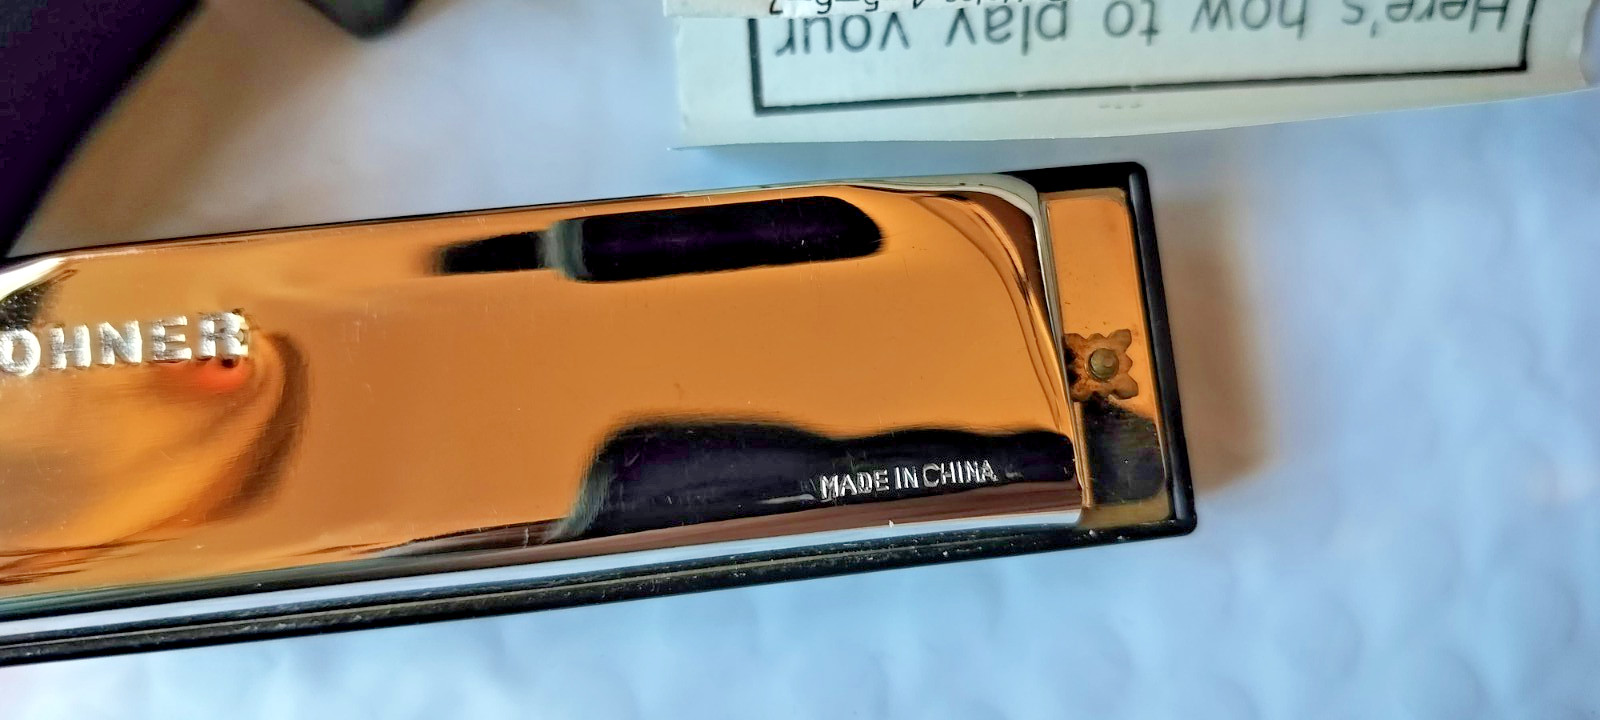 Here's how to play your
OHNER
MADE IN CHINA